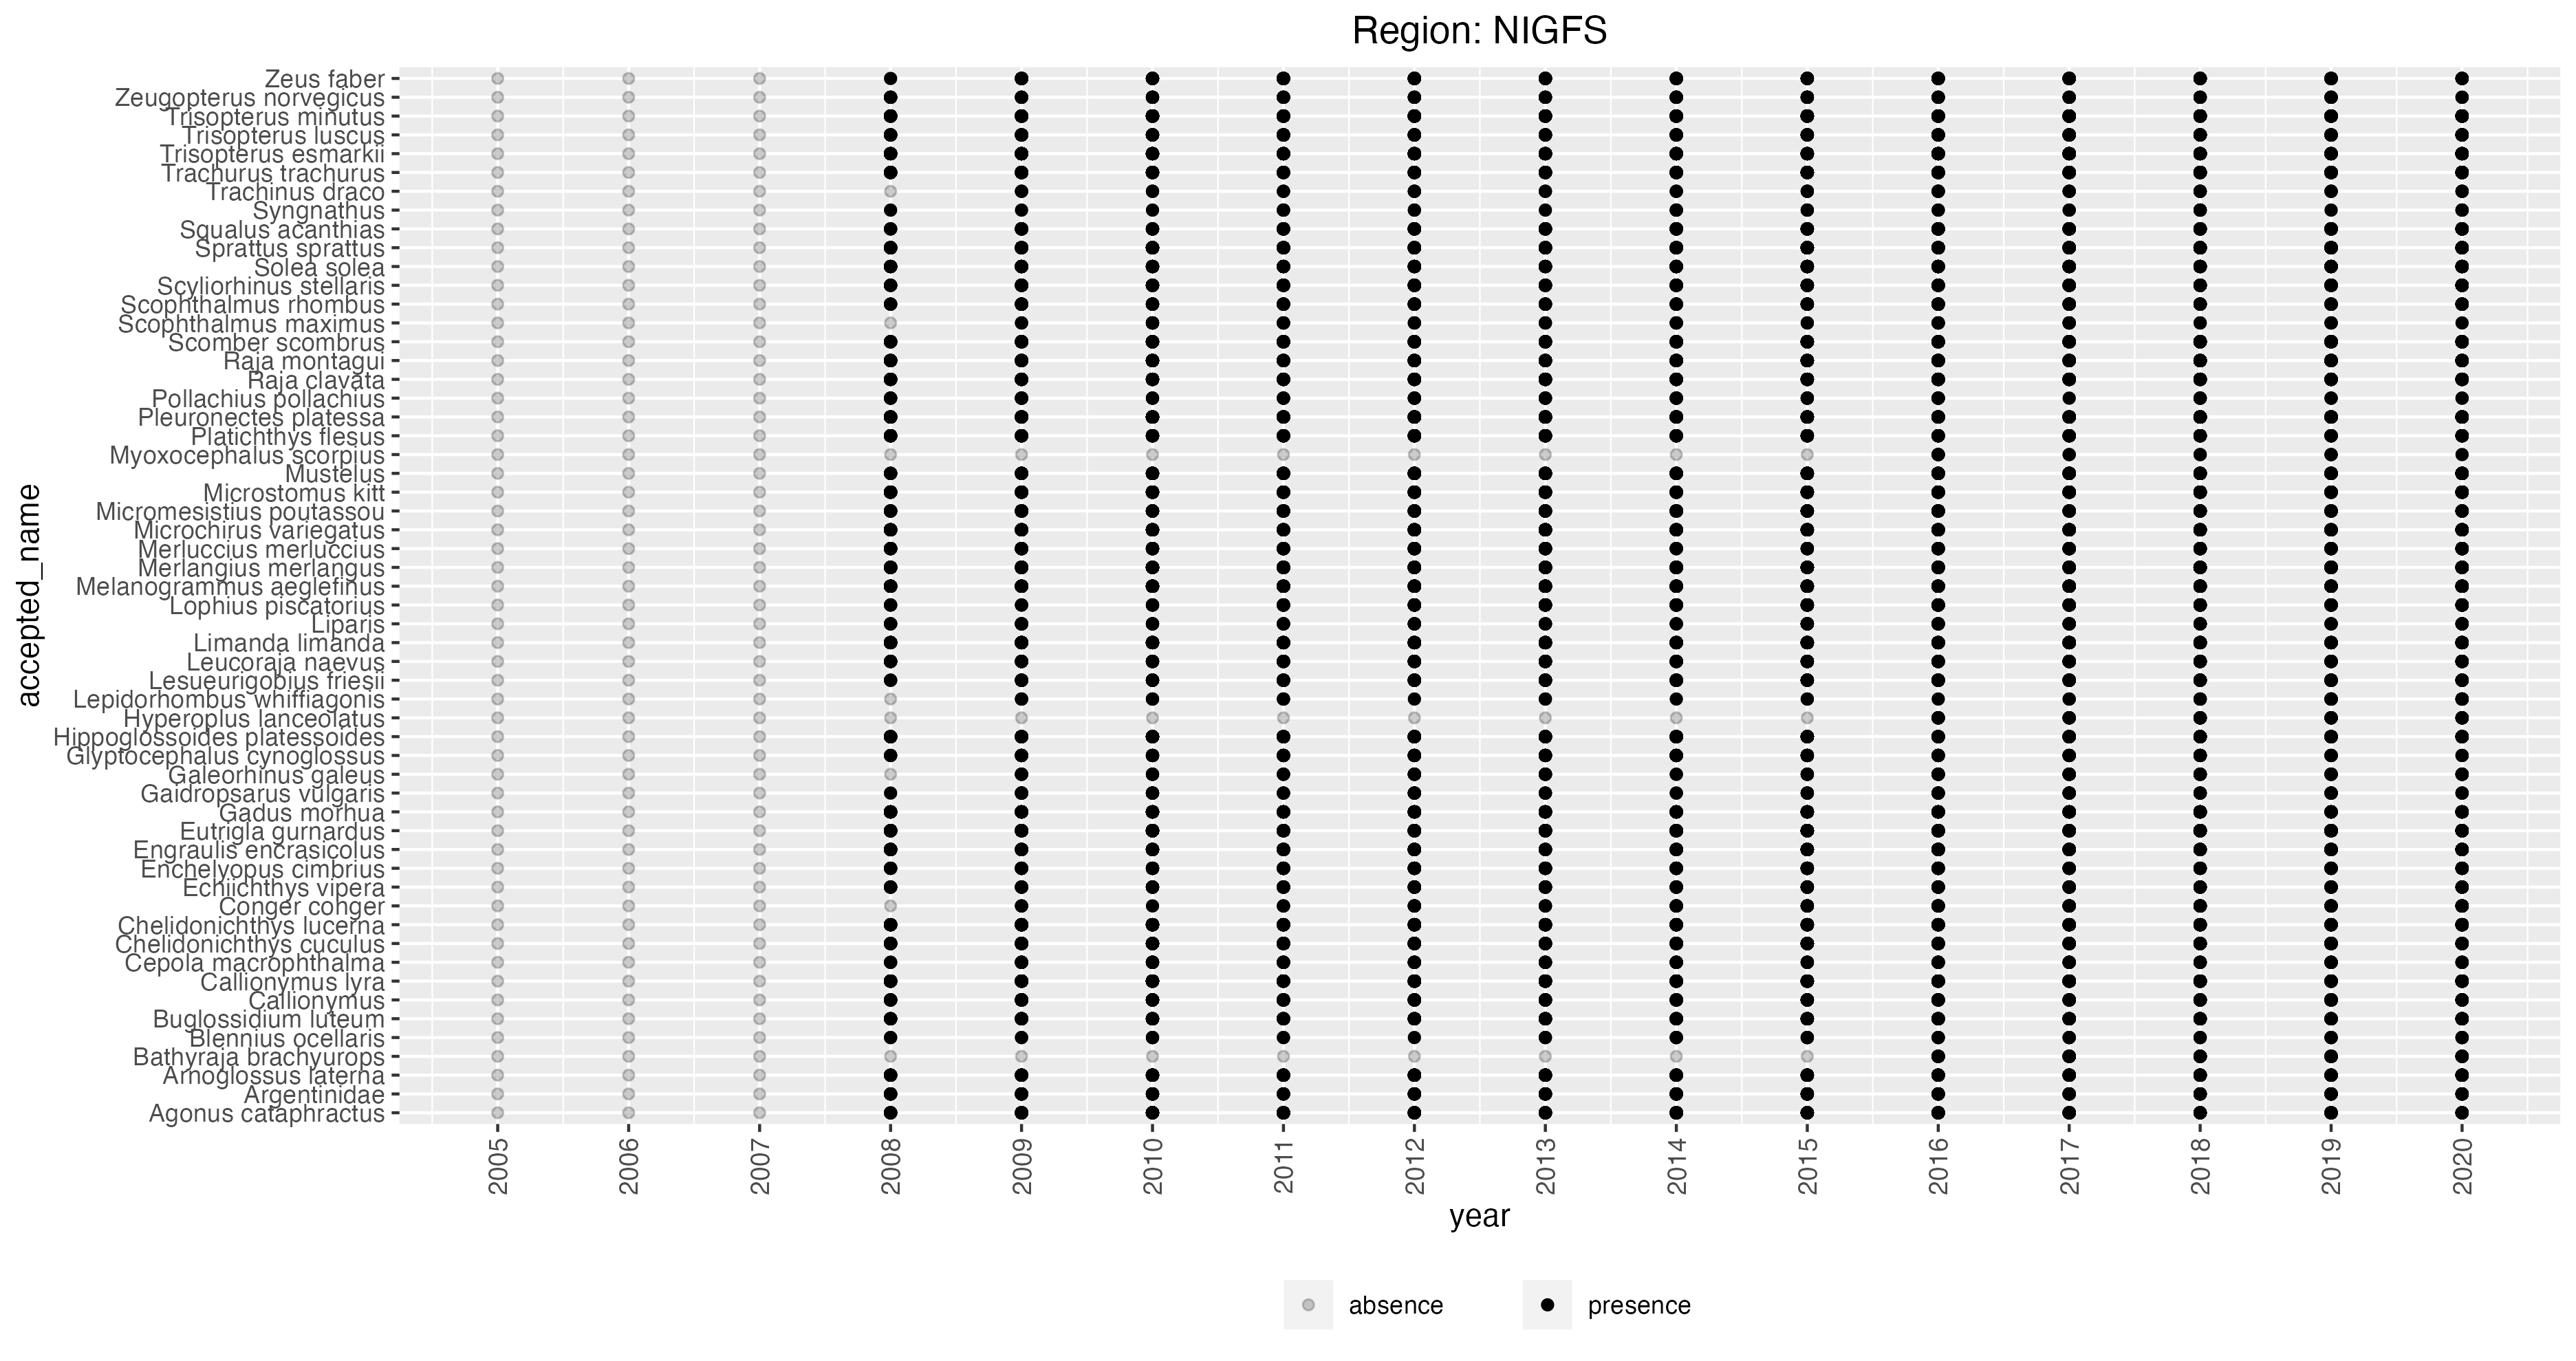 Region: NIGFS
Zeus faber
Zeugopterus norvegicus
Trisopterus minutus
Trisopterus luscus
Trisopterus esmarkii
Trachurus trachurus
Trachinus draco
Syngnathus
Squalus acanthias
Sprattus sprattus
Solea solea
Scyliorhinus stellaris
Scophthalmus rhombus
Scophthalmus maximus
Scomber scombrus
Raja montagui
Raja clavata
Pollachius pollachius
Pleuronectes platessa
Platichthys flesus
Myoxocephalus scorpius
Mustelus
Microstomus kitt
Micromesistius poutassou
Microchirus variegatus
Merluccius merluccius
Merlangius merlangus
Melanogrammus aeglefinus
Lophius piscatorius
Liparis
Limanda limanda
Leucoraja naevus
Lesueurigobius friesii
Lepidorhombus whiffiagonis
Hyperoplus lanceolatus
Hippoglossoides platessoides
Glyptocephalus cynoglossus
Galeorhinus galeus
Gaidropsarus vulgaris
Gadus morhua
Eutrigla gurnardus
Engraulis encrasicolus
Enchelyopus cimbrius
Echiichthys vipera
Conger conger
Chelidonichthys lucerna
Chelidonichthys cuculus
Cepola macrophthalma
Callionymus lyra
Callionymus
Buglossidium luteum
Blennius ocellaris
Bathyraja brachyurops
Arnoglossus laterna
Argentinidae
Agonus cataphractus
accepted_name
2005 2006 2007 2008 2009 2010 2011 2012 2013 2014 2015 2016 2017 2018 2019 2020
year
absence presence